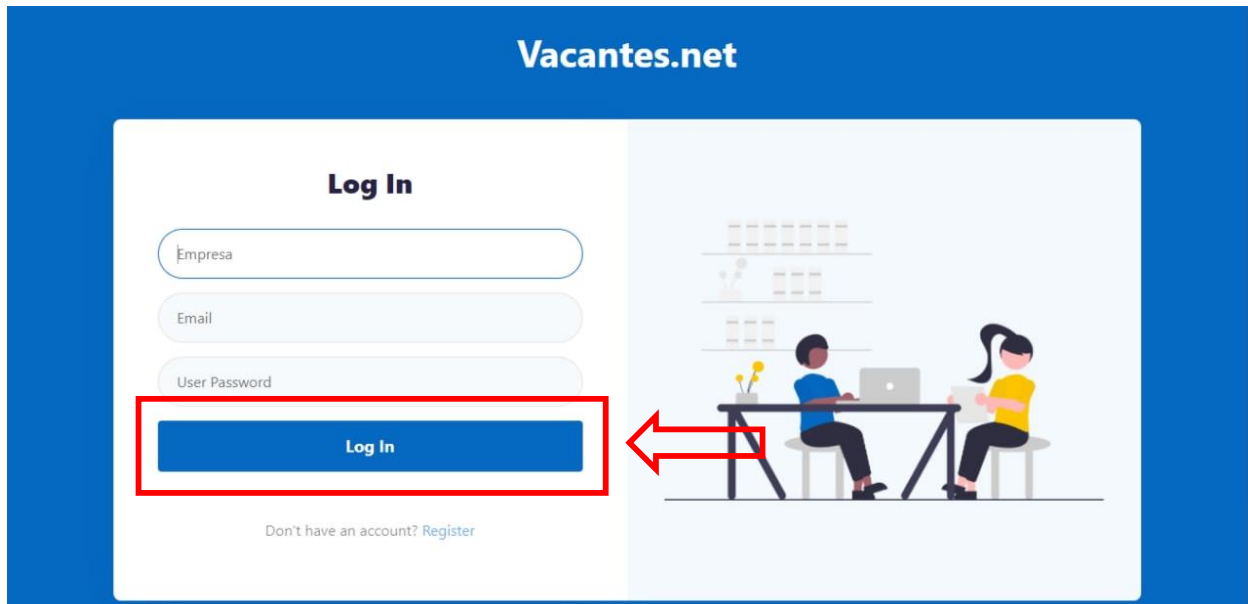 Vacantes.net
Log In
Empresa
Email
User Password
Log In
Don't have an account? Register